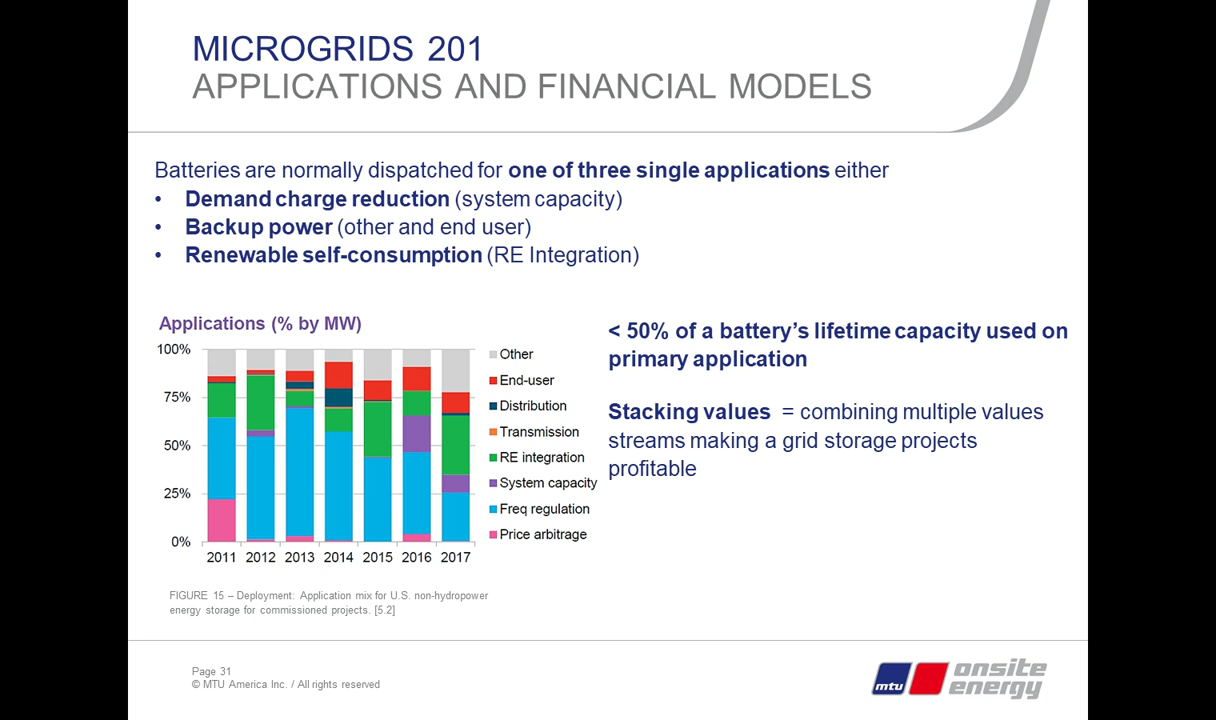 MICROGRIDS 201
APPLICATIONS AND FINANCIAL MODELS
Batteries are normally dispatched for one of three single applications either
• Demand charge reduction (system capacity)
• Backup power (other and end user)
• Renewable self-consumption (RE Integration)
Applications (% by MW)
100%
75%
50%
25%
0%
2011 2012 2013 2014 2015 2016 2017
Other
End-user
Distribution
Transmission
RE integration
System capacity
Freq regulation
Price arbitrage
FIGURE 15 – Deployment: Application mix for U.S. non-hydropower
energy storage for commissioned projects. [5.2]
< 50% of a battery's lifetime capacity used on
primary application
Stacking values = combining multiple values
streams making a grid storage projects
profitable
Page 31
© MTU America Inc. / All rights reserved
mtu
onsite
energy